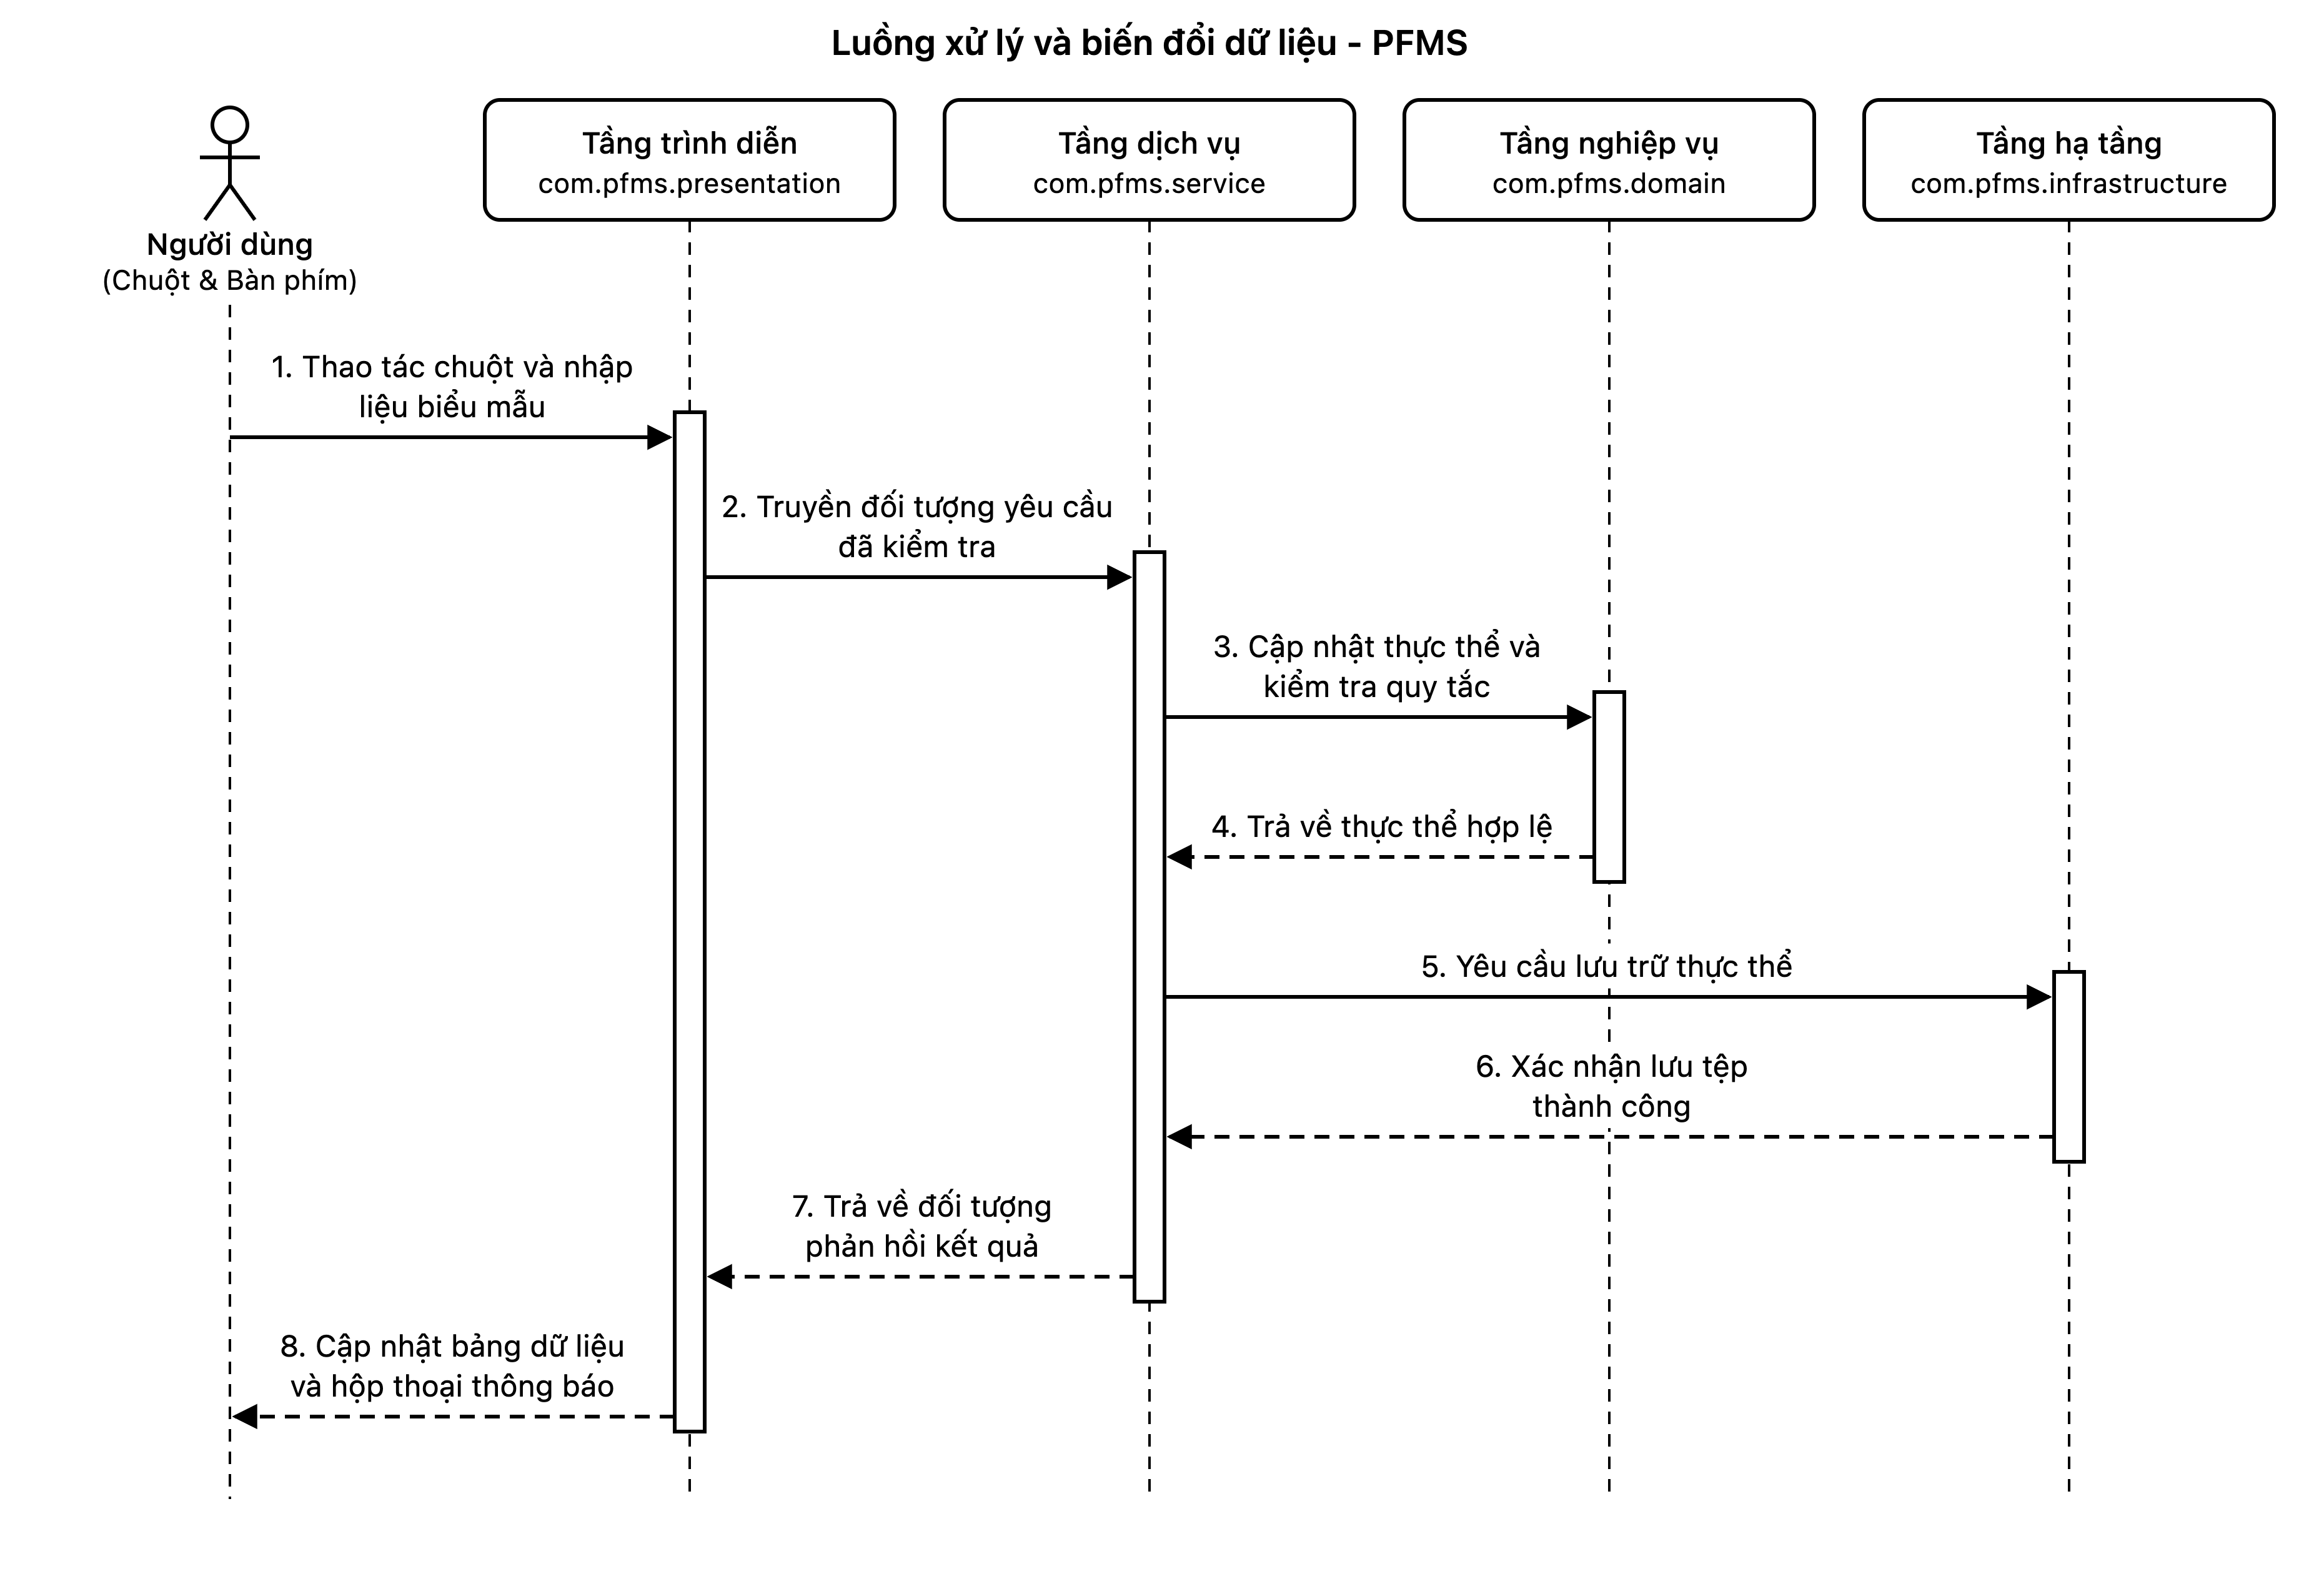 Luồng xử lý và biến đổi dữ liệu - PFMS
Tầng trình diễn
com.pfms.presentation
Tầng dịch vụ
com.pfms.service
Tầng nghiệp vụ
com.pfms.domain
Tầng hạ tầng
com.pfms.infrastructure
Người dùng
(Chuột & Bàn phím)
1. Thao tác chuột và nhập
liệu biểu mẫu
2. Truyền đối tượng yêu cầu
đã kiểm tra
3. Cập nhật thực thể và
kiểm tra quy tắc
4. Trả về thực thể hợp lệ
5. Yêu cầu lưu trữ thực thể
6. Xác nhận lưu tệp
thành công
7. Trả về đối tượng
phản hồi kết quả
8. Cập nhật bảng dữ liệu
và hộp thoại thông báo